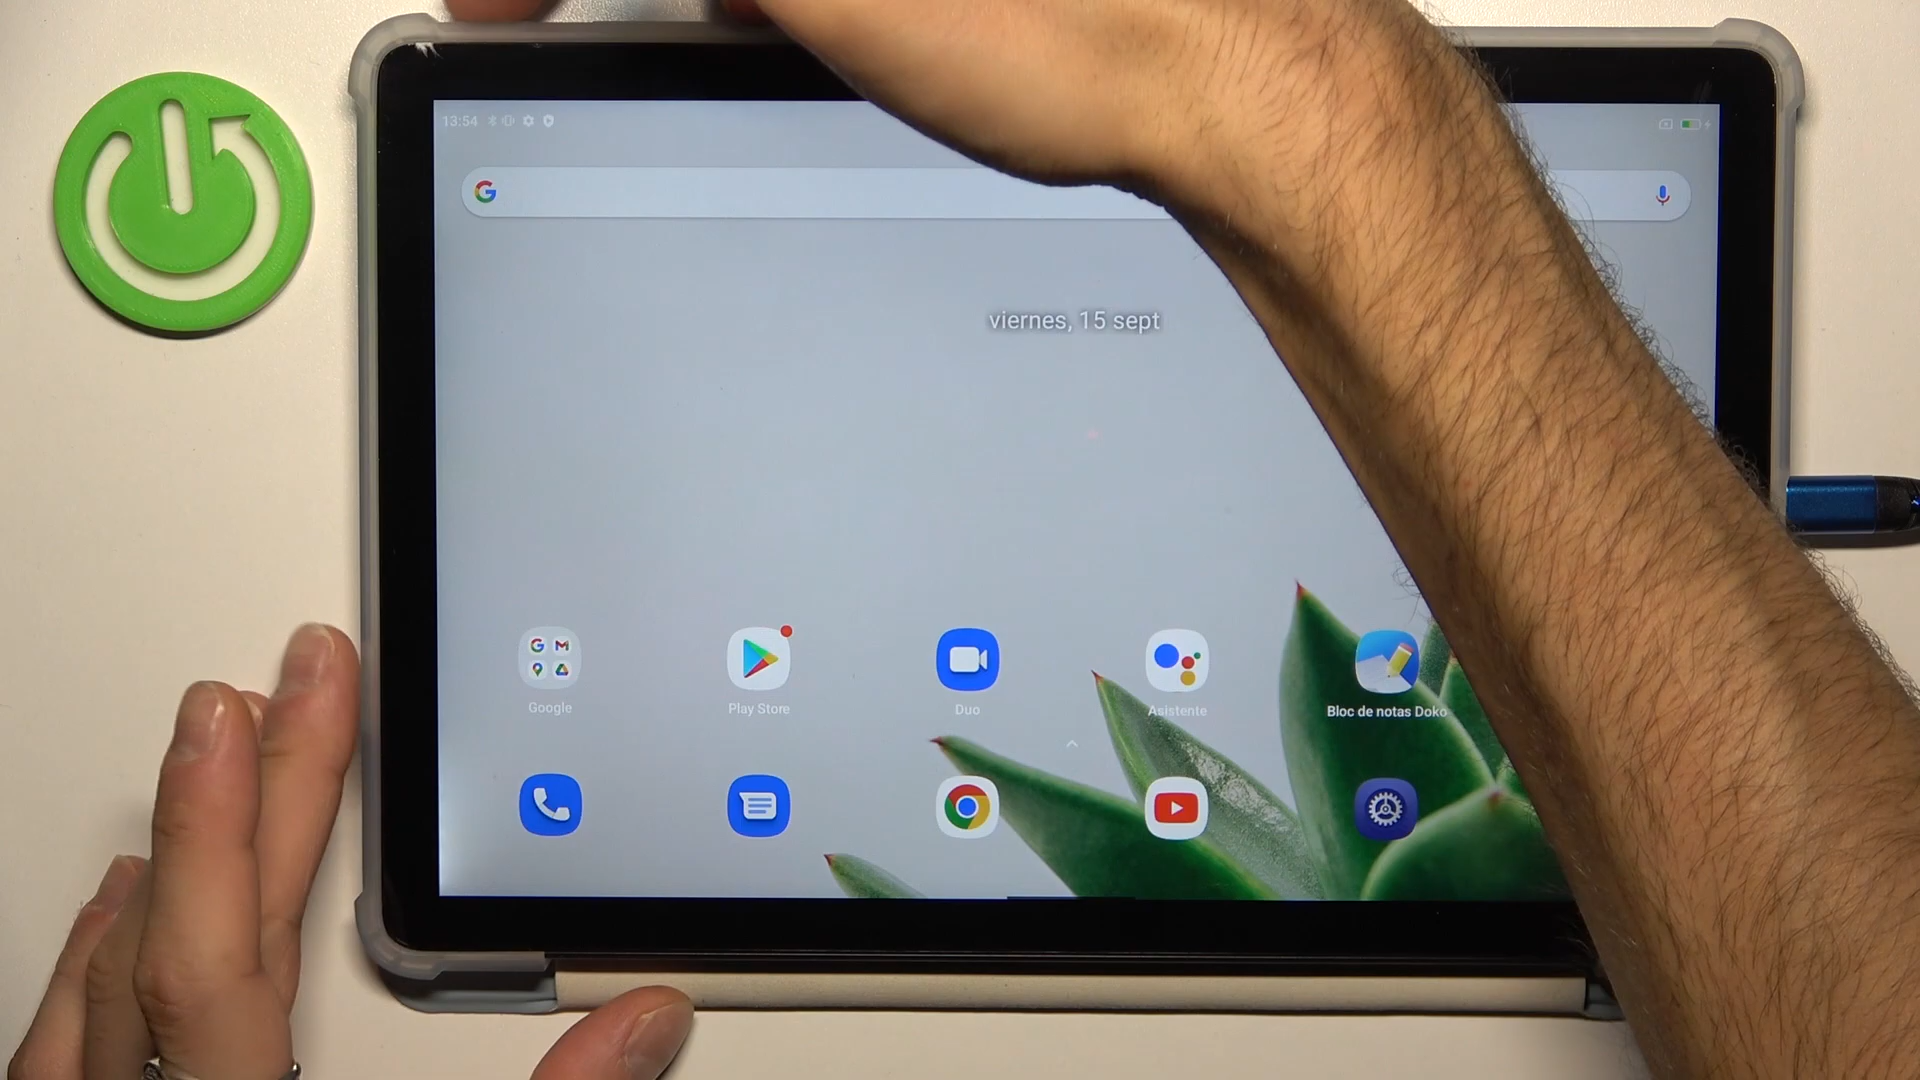 13:54
viernes, 15 sept
Google
Play Store
Duo
Asistente
Bloc de notas Doko